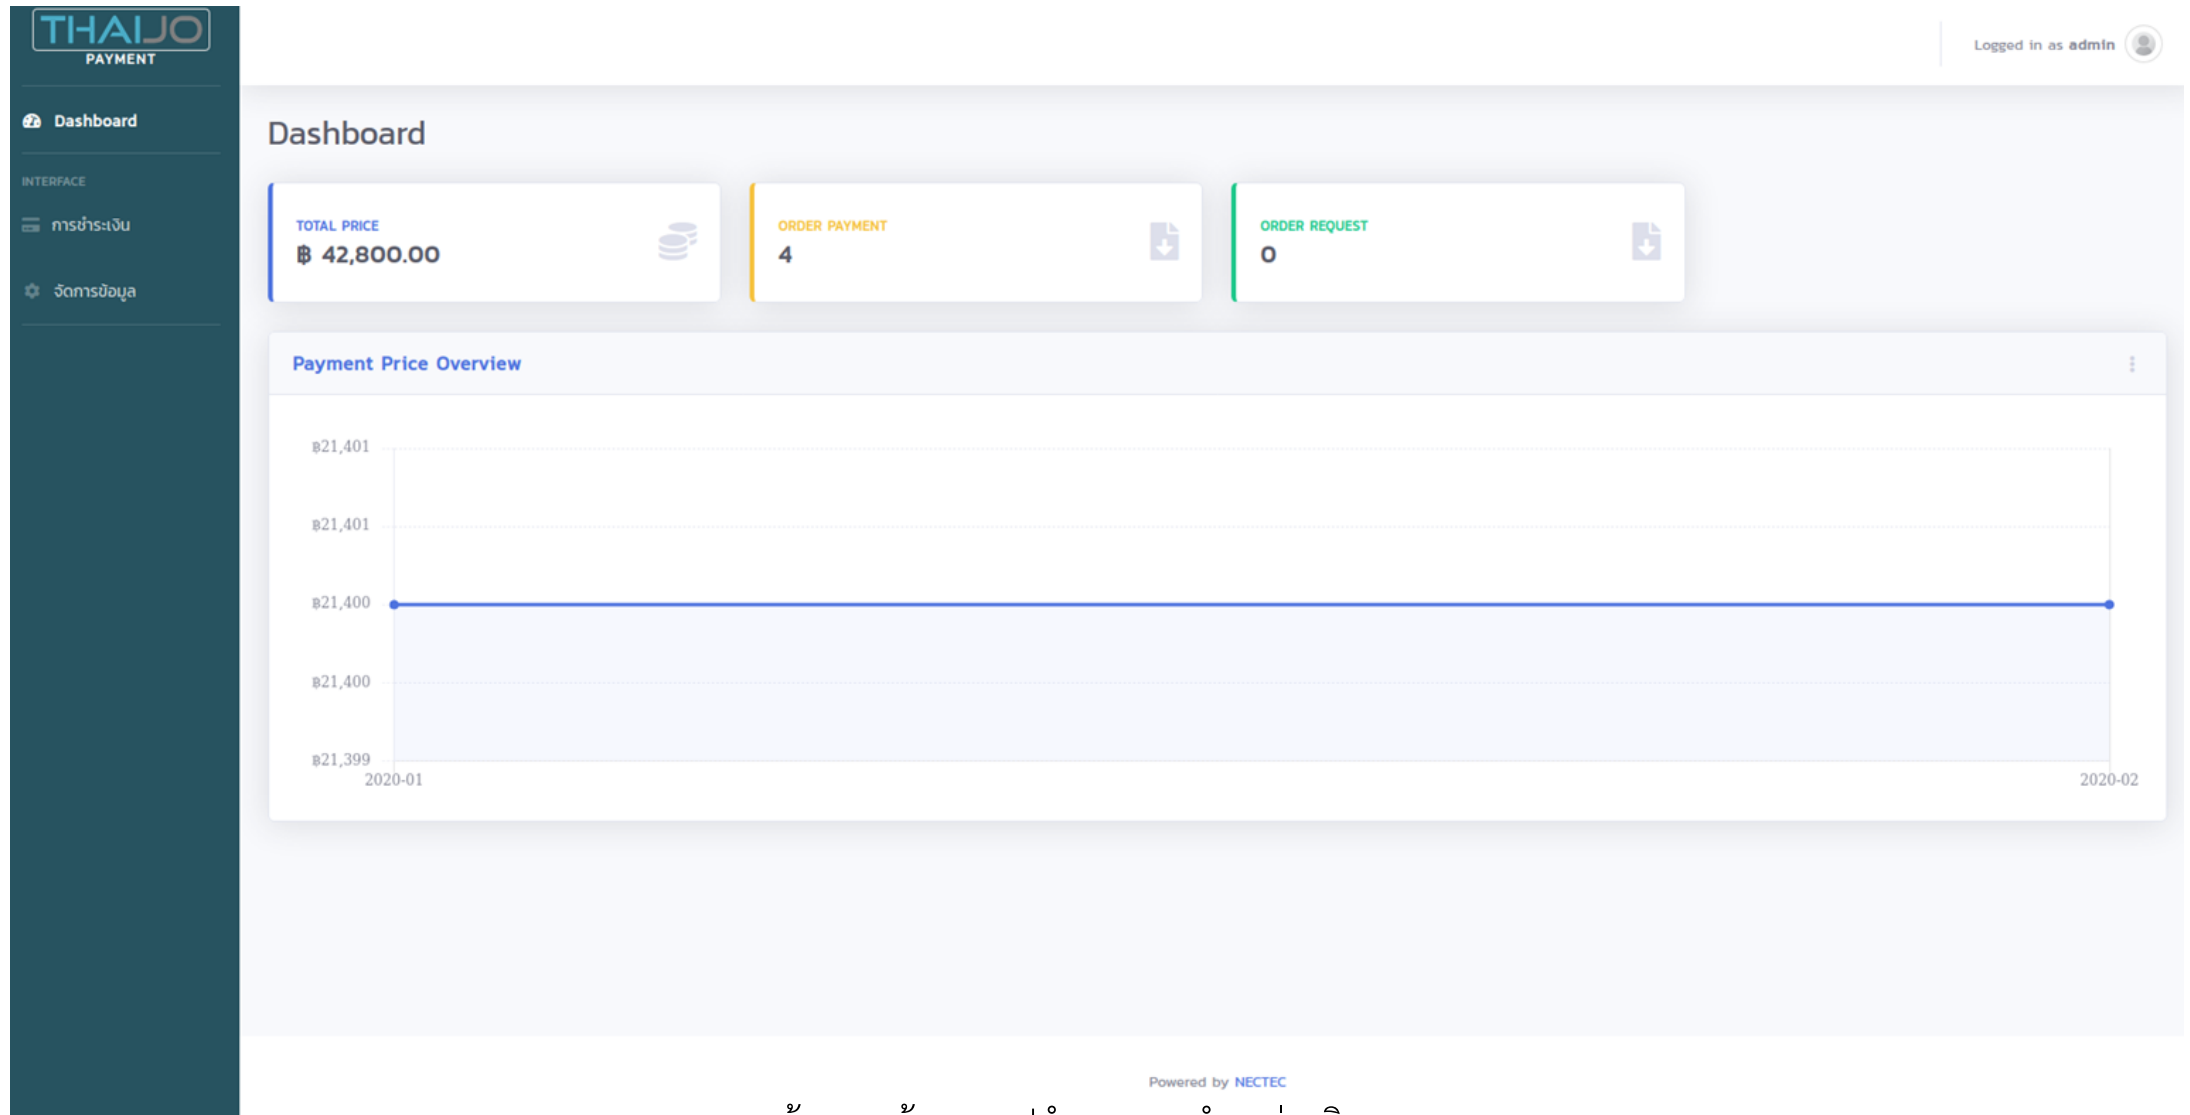 THAIJO
PAYMENT
Logged in as admin
Dashboard
INTERFACE
การชำระเงิน
จัดการข้อมูล
Dashboard
TOTAL PRICE
฿ 42,800.00
ORDER PAYMENT
4
ORDER REQUEST
0
Payment Price Overview
฿21,401
฿21,401
฿21,400
฿21,400
฿21,399
2020-01
2020-02
Powered by NECTEC